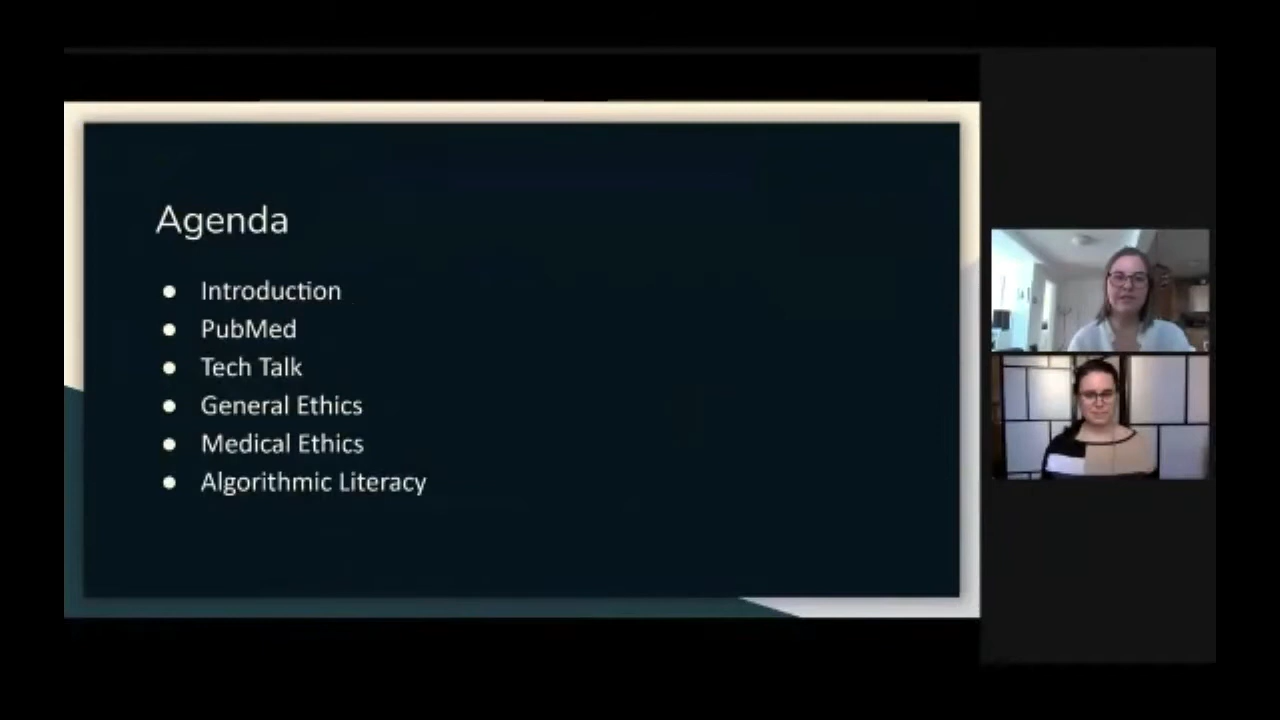 Agenda
● Introduction
● PubMed
● Tech Talk
● General Ethics
● Medical Ethics
● Algorithmic Literacy